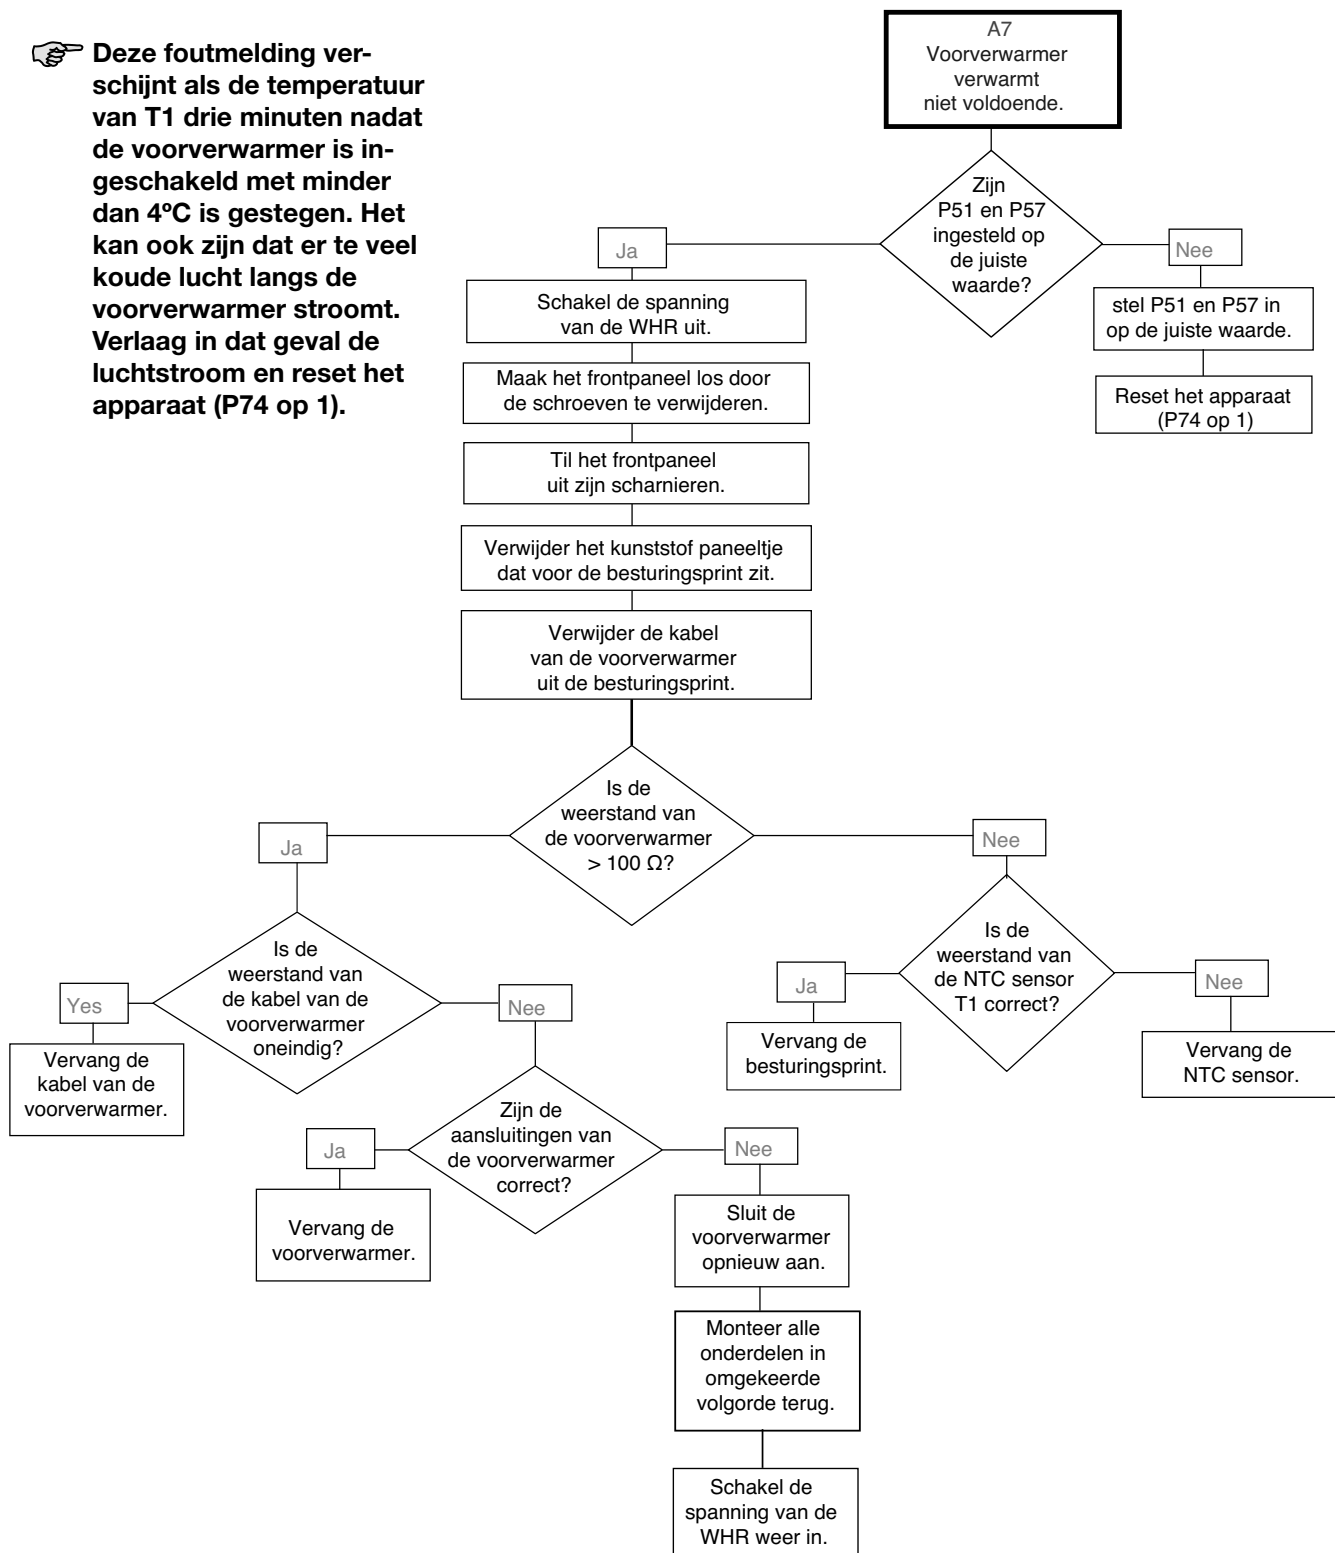 Deze foutmelding ver-
schijnt als de temperatuur
van T1 drie minuten nadat
de voorverwarmer is in-
geschakeld met minder
dan 4ºC is gestegen. Het
kan ook zijn dat er te veel
koude lucht langs de
voorverwarmer stroomt.
Verlaag in dat geval de
luchtstroom en reset het
apparaat (P74 op 1).
A7
Voorverwarmer
verwarmt
niet voldoende.
Zijn
P51 en P57
ingesteld op
de juiste
waarde?
Ja
Nee
Schakel de spanning
van de WHR uit.
stel P51 en P57 in
op de juiste waarde.
Maak het frontpaneel los door
de schroeven te verwijderen.
Reset het apparaat
(P74 op 1)
Til het frontpaneel
uit zijn scharnieren.
Verwijder het kunststof paneeltje
dat voor de besturingsprint zit.
Verwijder de kabel
van de voorverwarmer
uit de besturingsprint.
Is de
weerstand van
de voorverwarmer
> 100 Ω?
Ja
Nee
Is de
weerstand van
de kabel van de
voorverwarmer
oneindig?
Yes
Nee
Vervang de
kabel van de
voorverwarmer.
Is de
weerstand van
de NTC sensor
T1 correct?
Ja
Nee
Vervang de
besturingsprint.
Vervang de
NTC sensor.
Zijn de
aansluitingen van
de voorverwarmer
correct?
Ja
Nee
Vervang de
voorverwarmer.
Sluit de
voorverwarmer
opnieuw aan.
Monteer alle
onderdelen in
omgekeerde
volgorde terug.
Schakel de
spanning van de
WHR weer in.